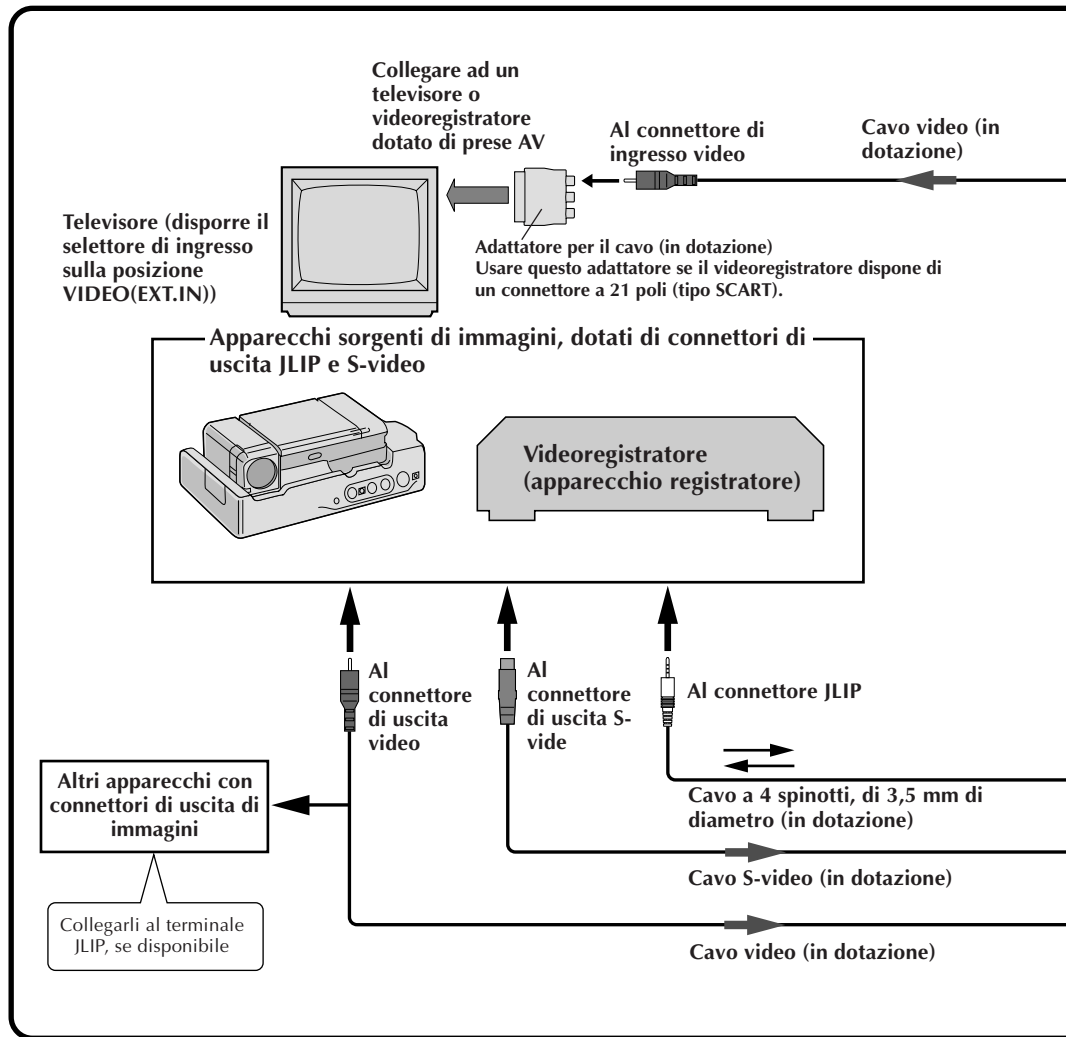 Collegare ad un
televisore o
videoregistratore
dotato di prese AV
Al connettore di
ingresso video
Cavo video (in
dotazione)
Televisore (disporre il
selettore di ingresso
sulla posizione
VIDEO(EXT.IN))
Adattatore per il cavo (in dotazione)
Usare questo adattatore se il videoregistratore dispone di
un connettore a 21 poli (tipo SCART).
Apparecchi sorgenti di immagini, dotati di connettori di
uscita JLIP e S-video
Videoregistratore
(apparecchio registratore)
Al
connettore
di uscita
video
Al
connettore
di uscita S-
vide
Al connettore JLIP
Altri apparecchi con
connettori di uscita di
immagini
Cavo a 4 spinotti, di 3,5 mm di
diametro (in dotazione)
Cavo S-video (in dotazione)
Collegarli al terminale
JLIP, se disponibile
Cavo video (in dotazione)